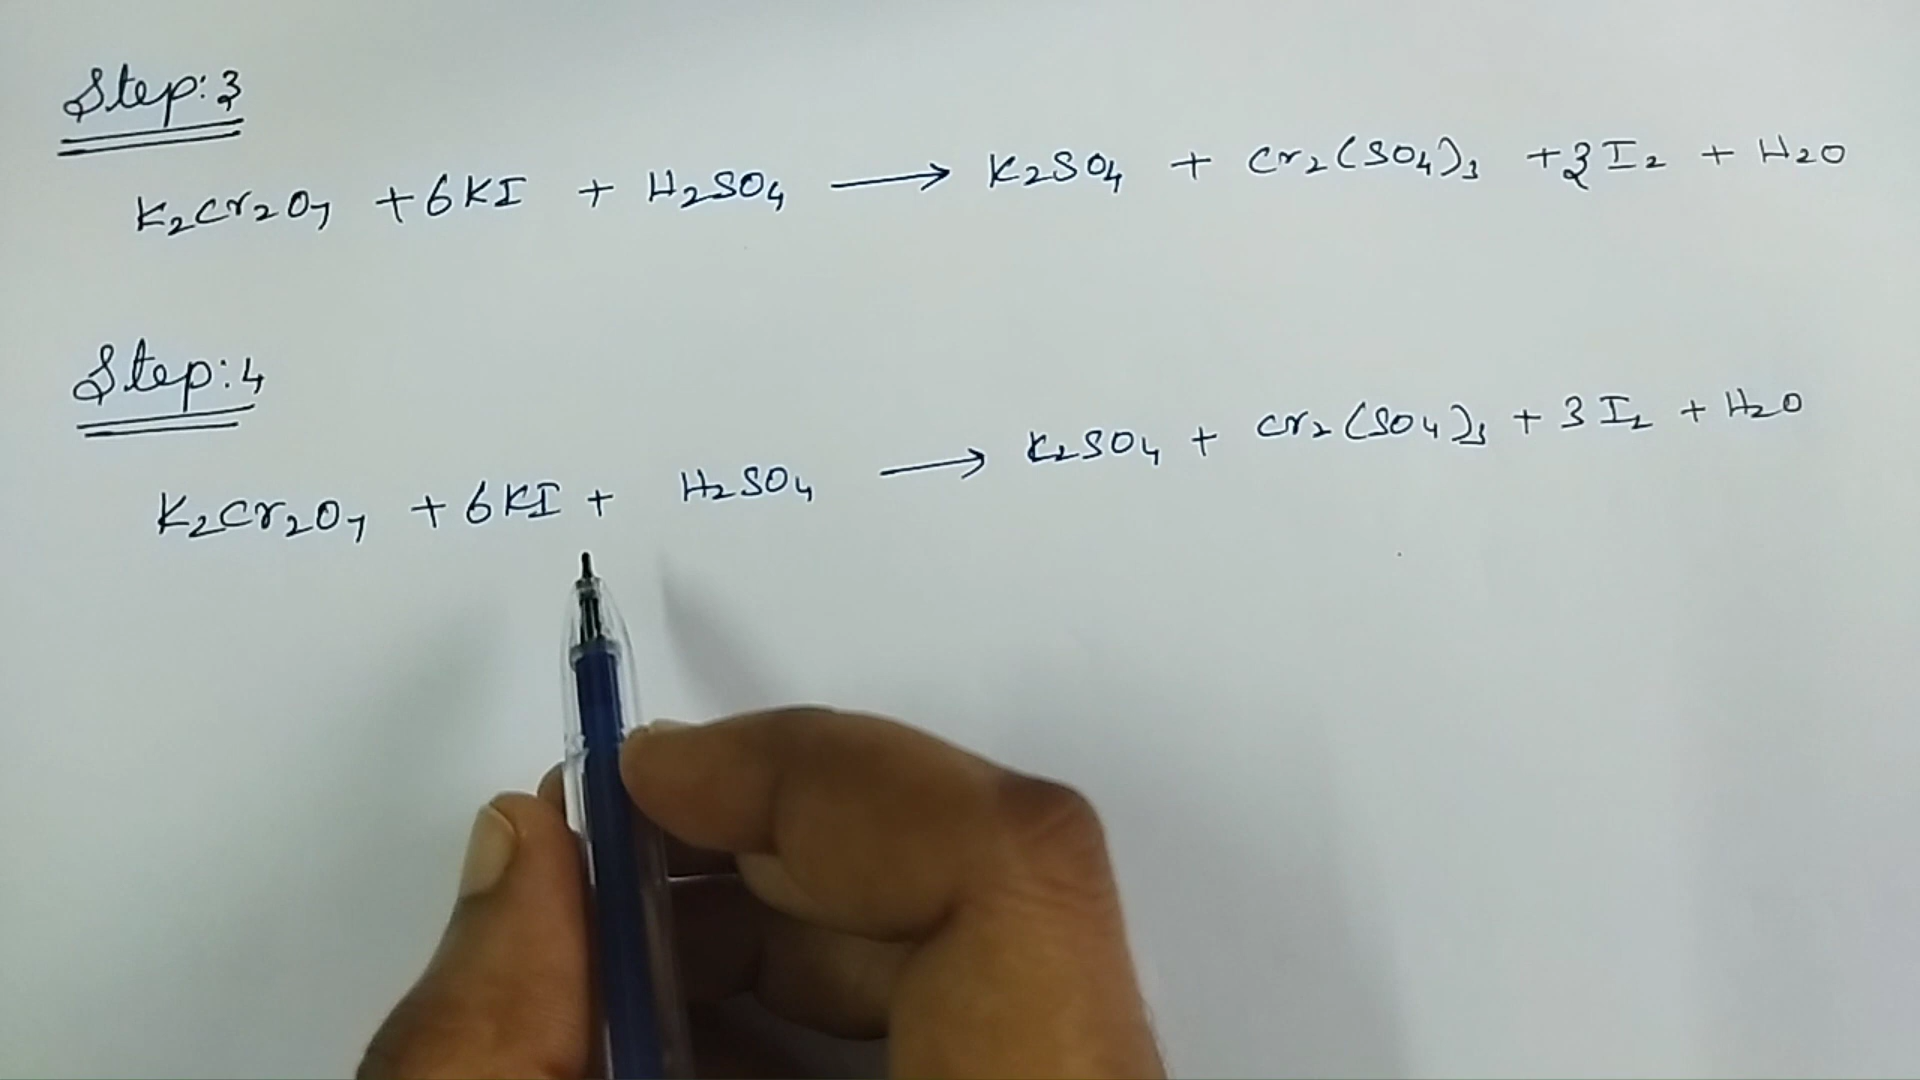 Step:3
K2Cr2O7 + 6KI + H2SO4 ⟶ K2SO4 + Cr2(SO4)3 + 3I2 + H2O
Step:4
K2Cr2O7 + 6KI + H2SO4 ⟶ K2SO4 + Cr2(SO4)3 + 3I2 + H2O